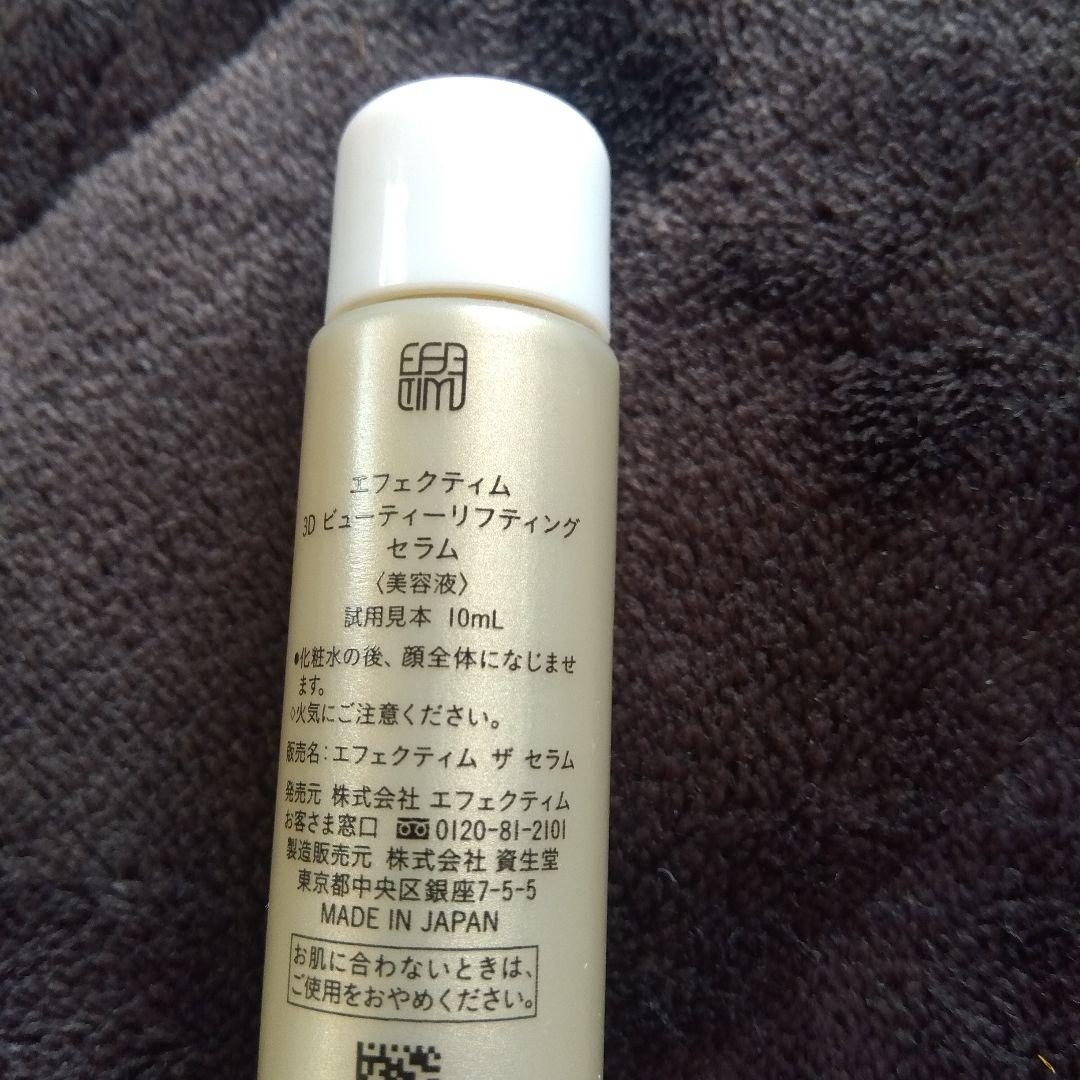 EFFE
CTIM
エフェクティム
3D ビューティーリフティング
セラム
〈美容液〉
試用見本 10mL
•化粧水の後、顔全体になじませ
ます。
◇火気にご注意ください。
販売名:エフェクティム ザ セラム
発売元 株式会社 エフェクティム
お客さま窓口 0120-81-2101
製造販売元 株式会社 資生堂
東京都中央区銀座7-5-5
MADE IN JAPAN
お肌に合わないときは、
ご使用をおやめください。